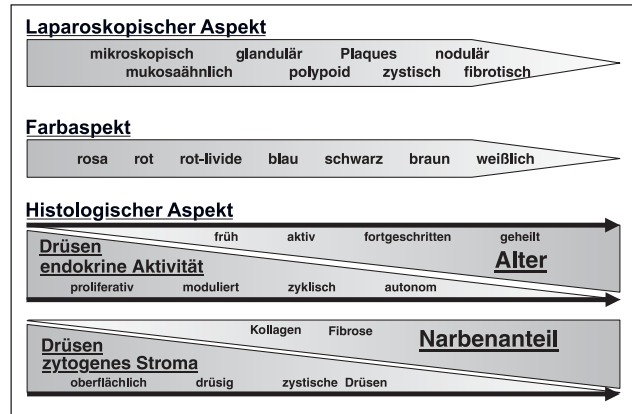 Laparoskopischer Aspekt
mikroskopisch glandulär Plaques nodulär
mukosaähnlich polypoid zystisch fibrotisch
Farbaspekt
rosa rot rot-livide blau schwarz braun weißlich
Histologischer Aspekt
früh aktiv fortgeschritten geheilt
Drüsen
endokrine Aktivität
Alter
proliferativ moduliert zyklisch autonom
Kollagen Fibrose
Narbenanteil
Drüsen
zytogenes Stroma
oberflächlich drüsig zystische Drüsen